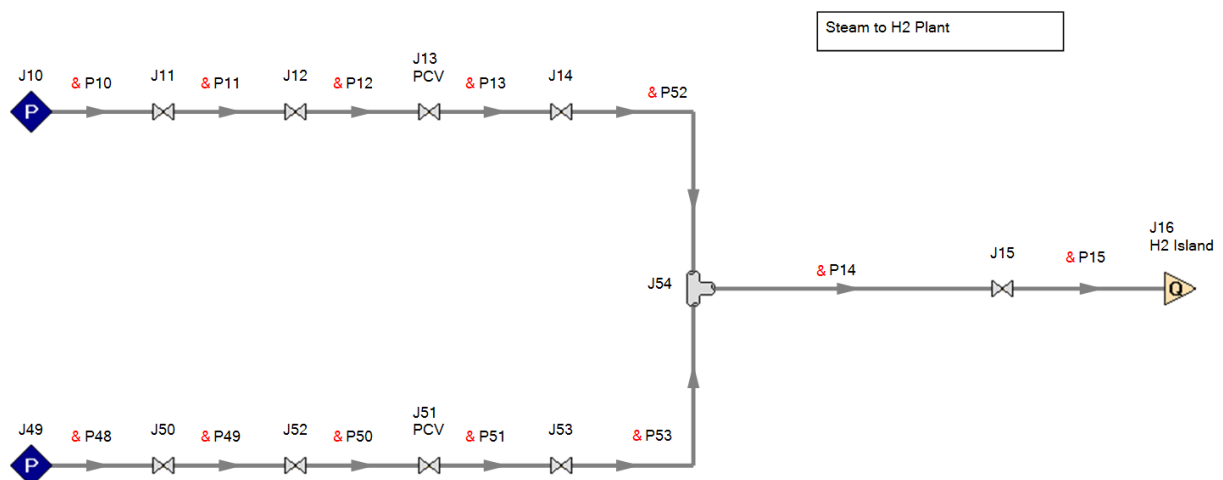 Steam to H2 Plant
J10
& P10
J11
& P11
J12
& P12
J13
PCV
& P13
J14
& P52
P
J54
& P14
J15
& P15
J16
H2 Island
Q
J49
& P48
J50
& P49
J52
& P50
J51
PCV
& P51
J53
& P53
P